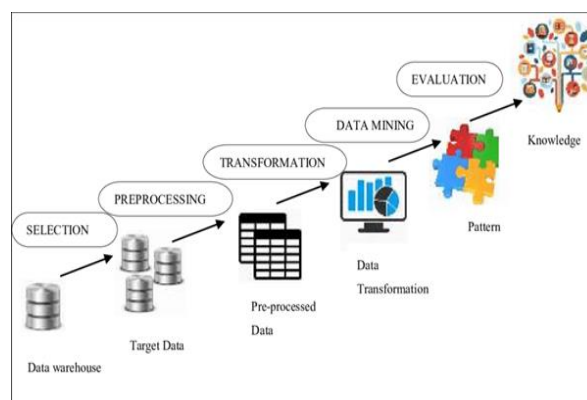 EVALUATION
Knowledge
DATA MINING
TRANSFORMATION
Pattern
PREPROCESSING
Data
Transformation
SELECTION
Pre-processed
Data
Target Data
Data warehouse